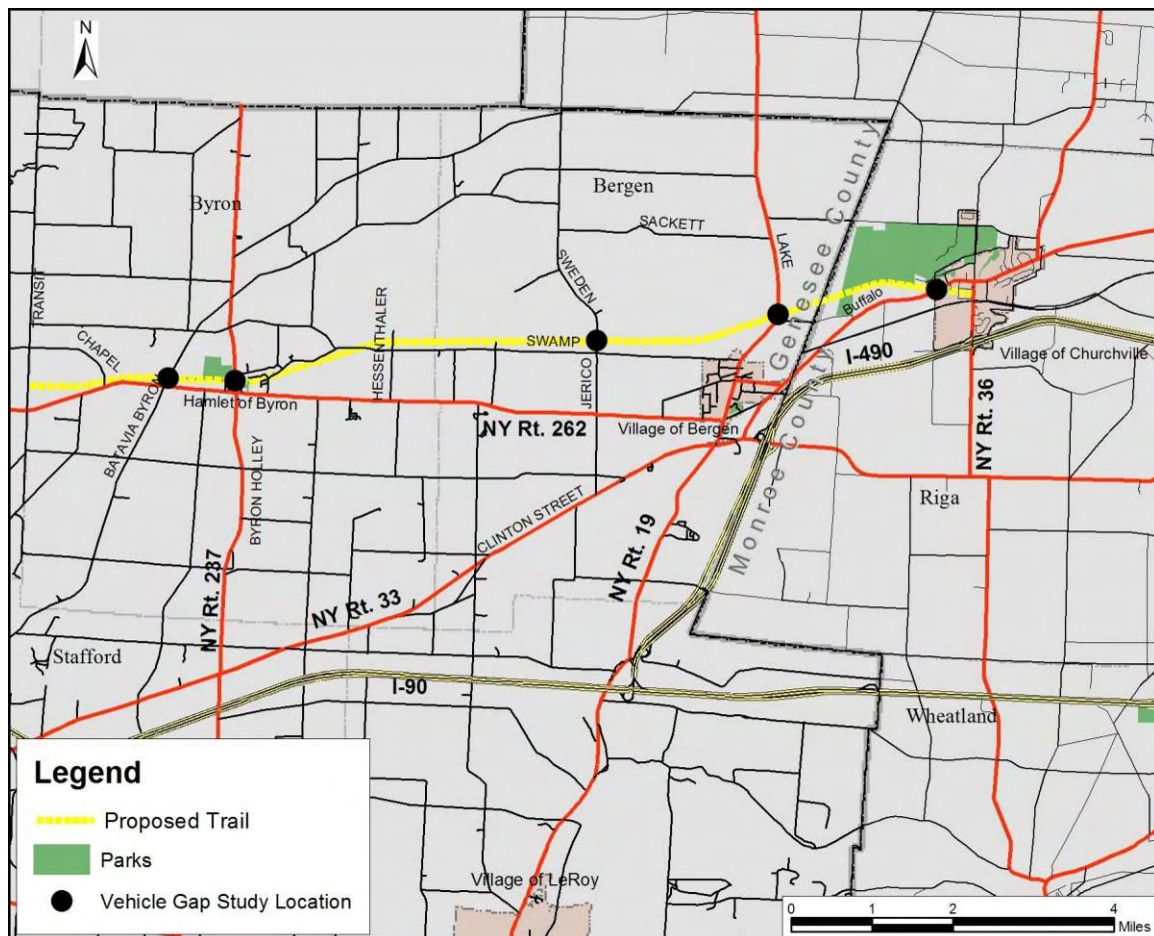 N
Genesee County
Monroe County
Bergen
Byron
SACKETT
LAKE
SWEDEN
TRANSIT
HESSENTHALER
Buffalo
SWAMP
CHAPEL
I-490
Village of Churchville
Hamlet of Byron
JERICO
BATAVIA BYRON
NY Rt. 262
Village of Bergen
NY Rt. 36
BYRON HOLLEY
Riga
CLINTON STREET
NY Rt. 19
NY Rt. 237
NY Rt. 33
Stafford
I-90
Wheatland
Legend
Proposed Trail
Parks
Vehicle Gap Study Location
Village of LeRoy
0 1 2 4
Miles